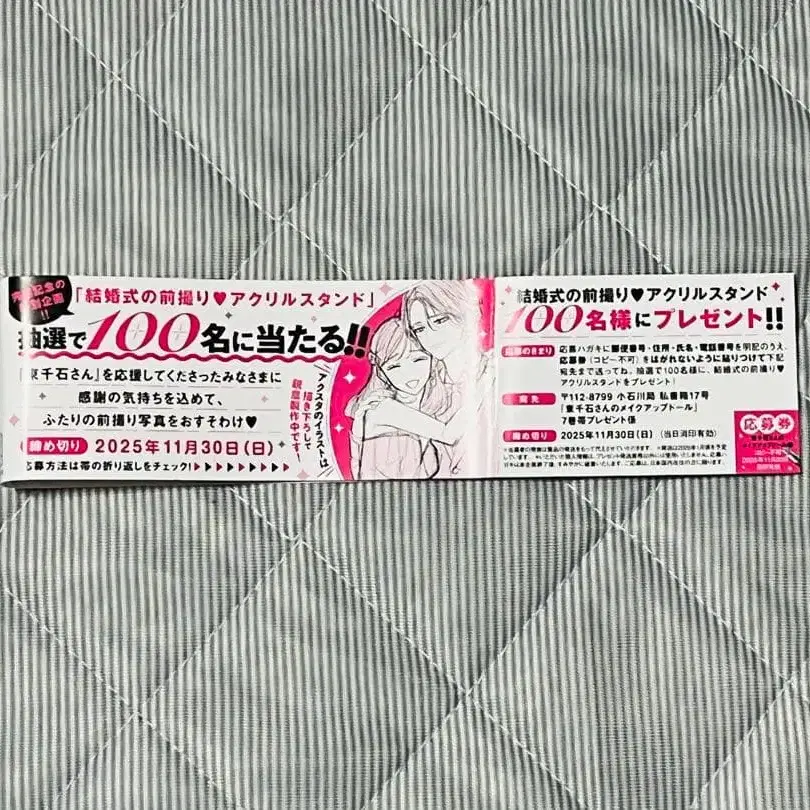 記念の
企画
!!
「結婚式の前撮り♥アクリルスタンド」
抽選で100名に当たる!!
『東千石さん』を応援してくださったみなさまに
感謝の気持ちを込めて、
ふたりの前撮り写真をおすそわけ♥
締め切り 2025年11月30日(日)
応募方法は帯の折り返しをチェック!
アクスタのイラストは
描き下ろしで
鋭意製作中です!
結婚式の前撮り♥アクリルスタンド
100名様にプレゼント!!
応募のきまり 応募ハガキに郵便番号・住所・氏名・電話番号を明記のうえ、
応募券(コピー不可)をはがれないように貼りつけて下記
宛先まで送ってね。抽選で100名様に、結婚式の前撮り♥
アクリルスタンドをプレゼント!
宛先 〒112-8799 小石川局 私書箱17号
「東千石さんのメイクアップドール」
7巻帯プレゼント係
締め切り 2025年11月30日(日)(当日消印有効)
応募券